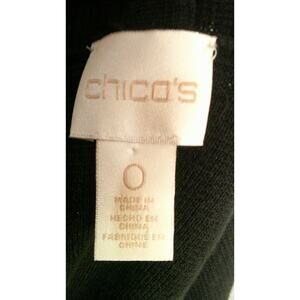 chico's
0
MADE IN
CHINA
HECHO EN
CHINA
FABRIQUÉ EN
CHINE